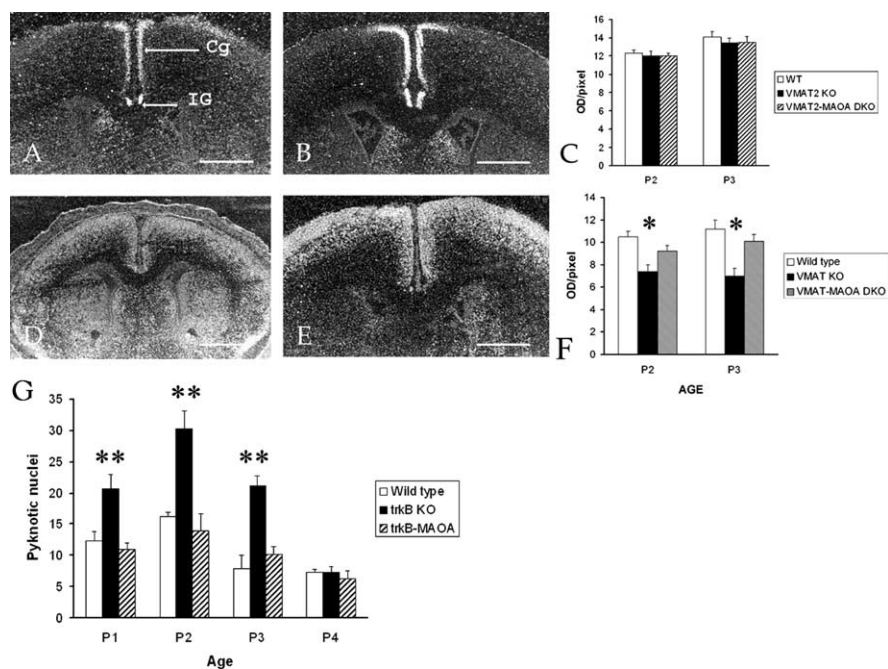 Cg
IG
A
B
16
14
12
10
8
6
4
2
0
OD/pixel
P2
P3
WT
VMAT2 KO
VMAT2-MAOA DKO
C
D
E
14
12
10
8
6
4
2
0
OD/pixel
*
*
P2
P3
AGE
Wild type
VMAT KO
VMAT-MAOA DKO
F
G
35
30
25
20
15
10
5
0
Pyknotic nuclei
**
**
**
P1
P2
P3
P4
Age
Wild type
trkB KO
trkB-MAOA